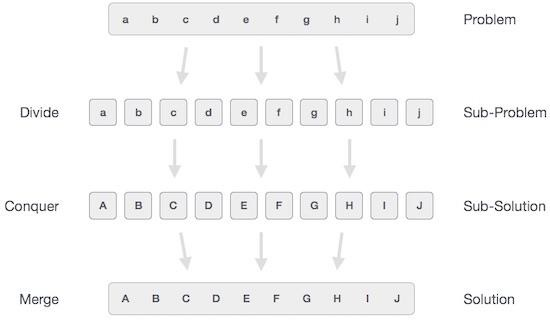 a b c d e f g h i j Problem
Divide a b c d e f g h i j Sub-Problem
Conquer A B C D E F G H I J Sub-Solution
Merge A B C D E F G H I J Solution